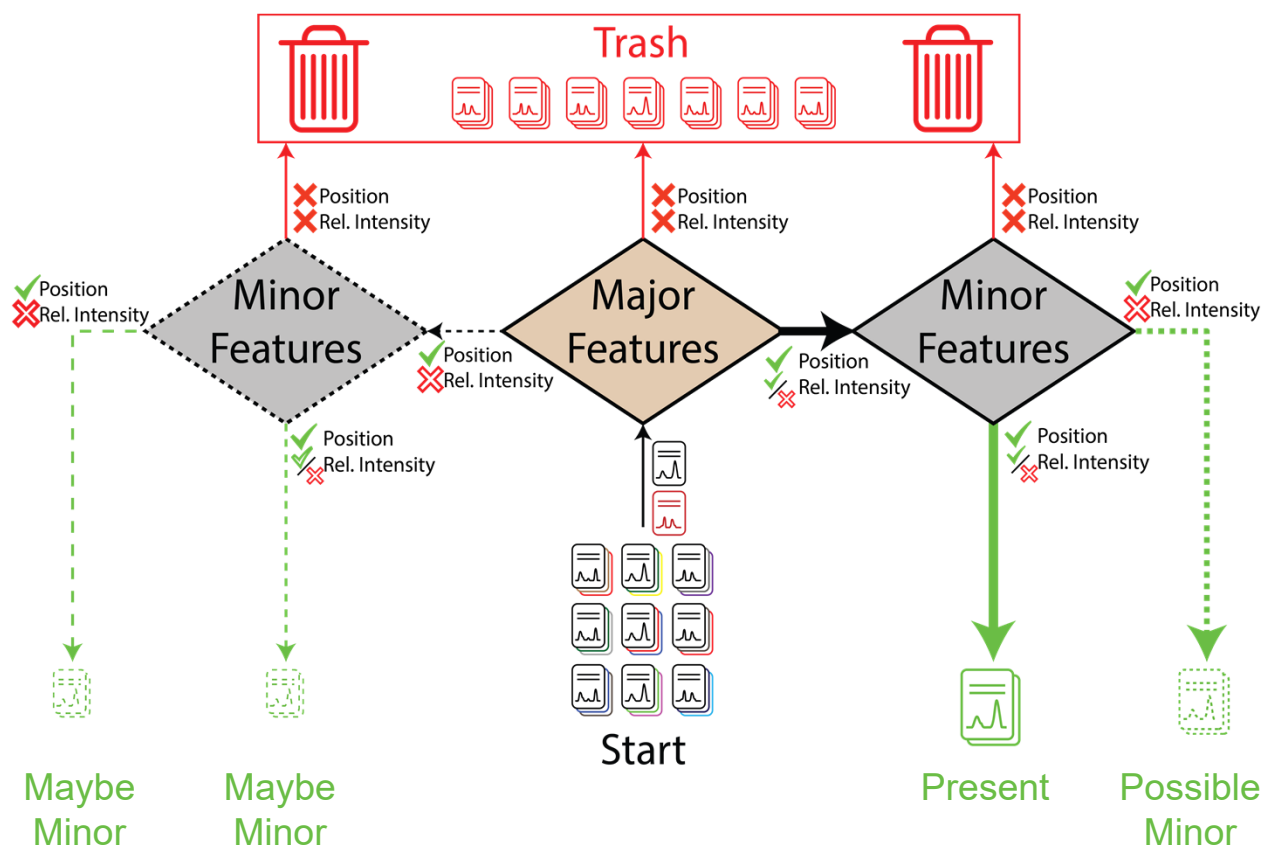 Trash
Position
Rel. Intensity
Position
Rel. Intensity
Position
Rel. Intensity
Position
Rel. Intensity
Minor
Features
Position
Rel. Intensity
Major
Features
Position
Rel. Intensity
Minor
Features
Position
Rel. Intensity
Position
Rel. Intensity
Position
Rel. Intensity
Start
Maybe
Minor
Maybe
Minor
Present
Possible
Minor